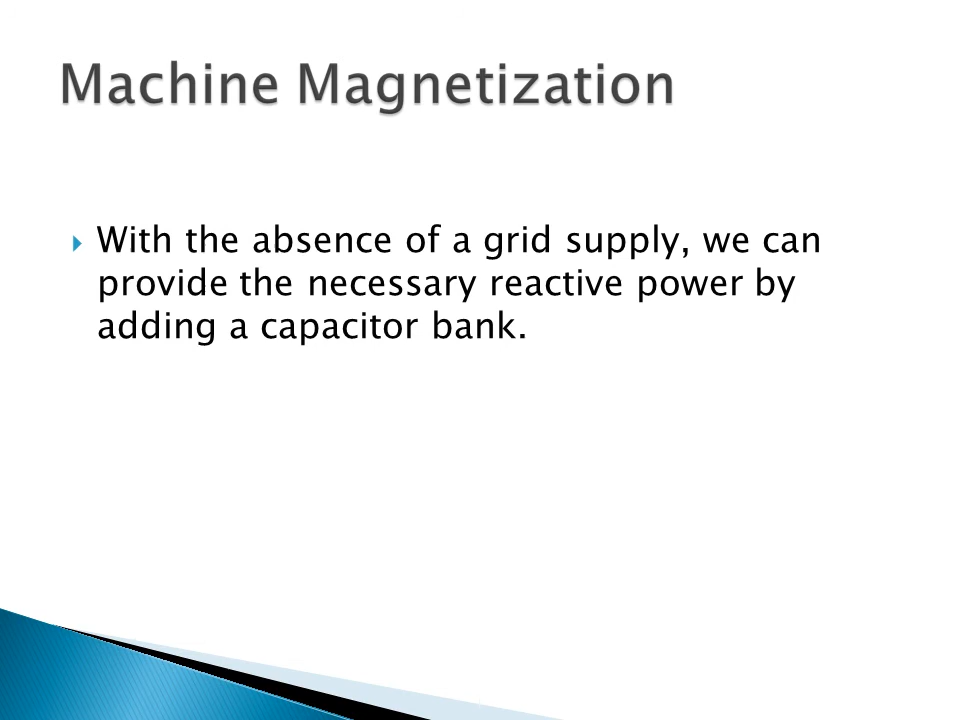 Machine Magnetization
With the absence of a grid supply, we can
provide the necessary reactive power by
adding a capacitor bank.